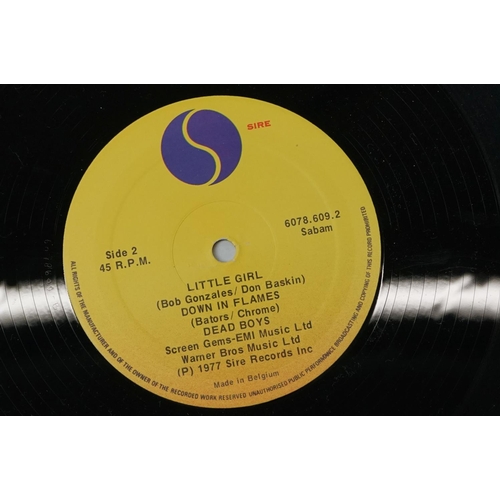 SIRE
6078.609.2
Sabam
Side 2
45 R.P.M.
LITTLE GIRL
(Bob Gonzales/ Don Baskin)
DOWN IN FLAMES
(Bators/ Chrome)
DEAD BOYS
Screen Gems-EMI Music Ltd
Warner Bros Music Ltd
(P) 1977 Sire Records Inc
Made in Belgium
ALL RIGHTS OF THE MANUFACTURER AND OF THE OWNER OF THE RECORDED WORK RESERVED UNAUTHORISED PUBLIC PERFORMANCE BROADCASTING AND COPYING OF THIS RECORD PROHIBITED